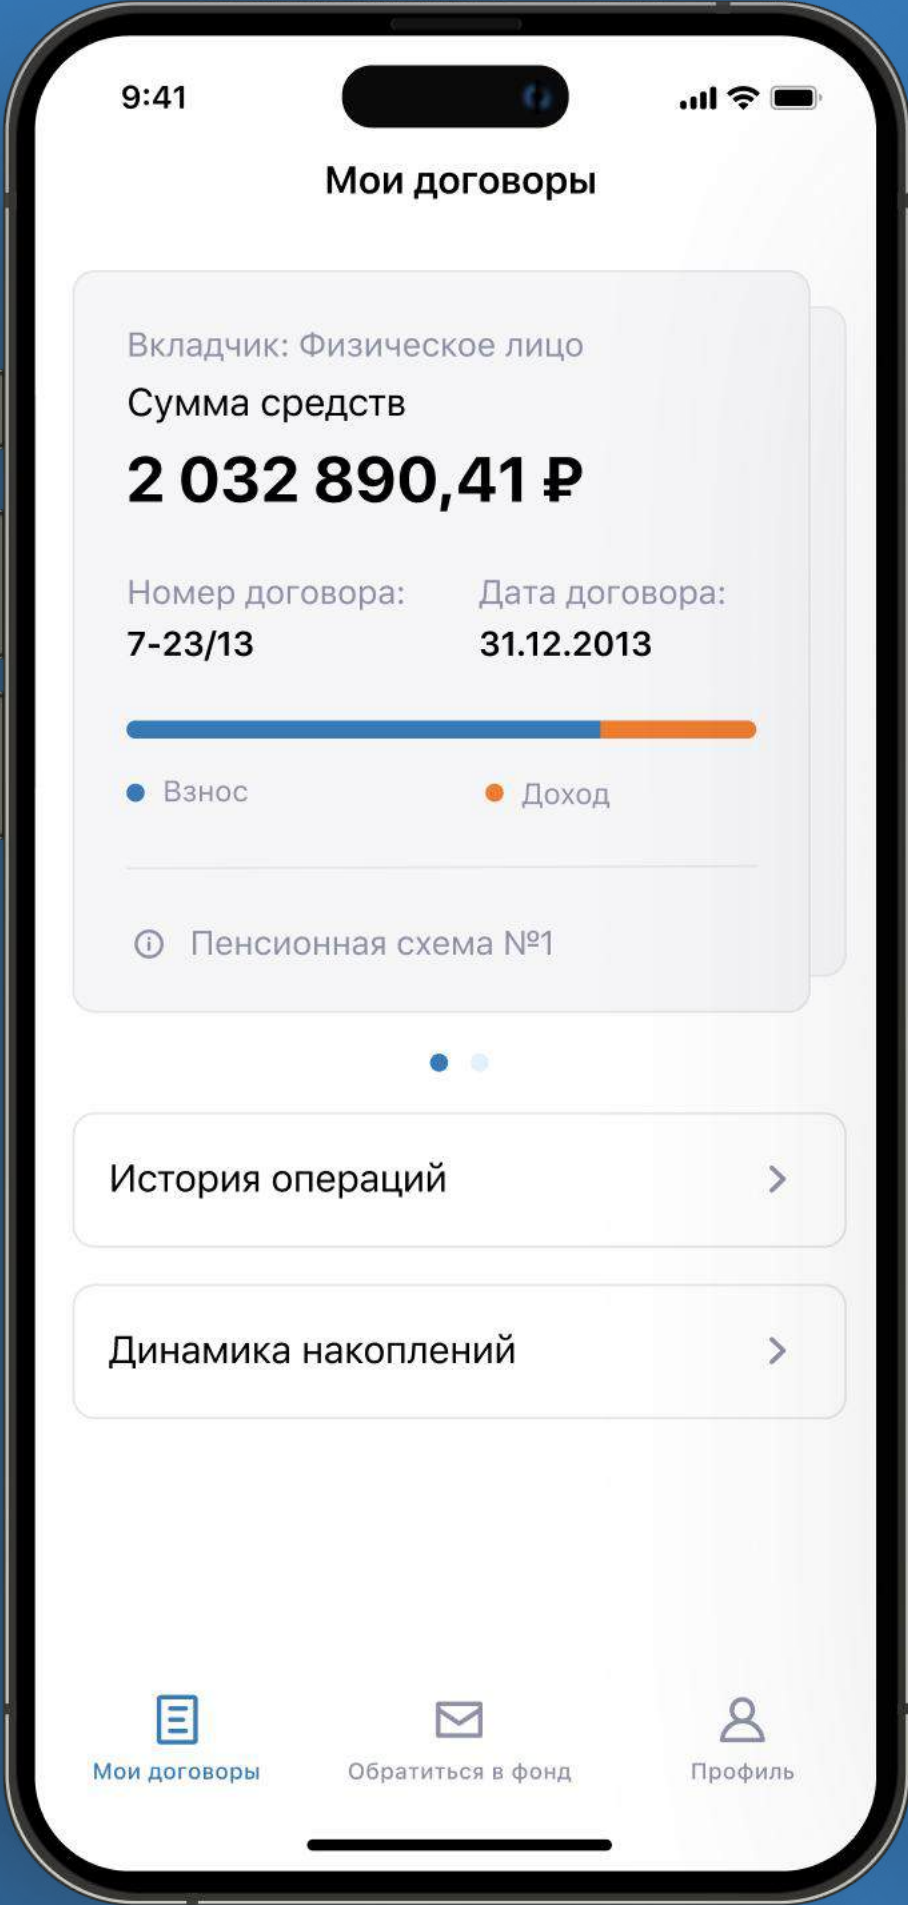 9:41
Мои договоры
Вкладчик: Физическое лицо
Сумма средств
2 032 890,41 ₽
Номер договора:
Дата договора:
7-23/13
31.12.2013
Взнос
Доход
Пенсионная схема №1
История операций
Динамика накоплений
Мои договоры
Обратиться в фонд
Профиль